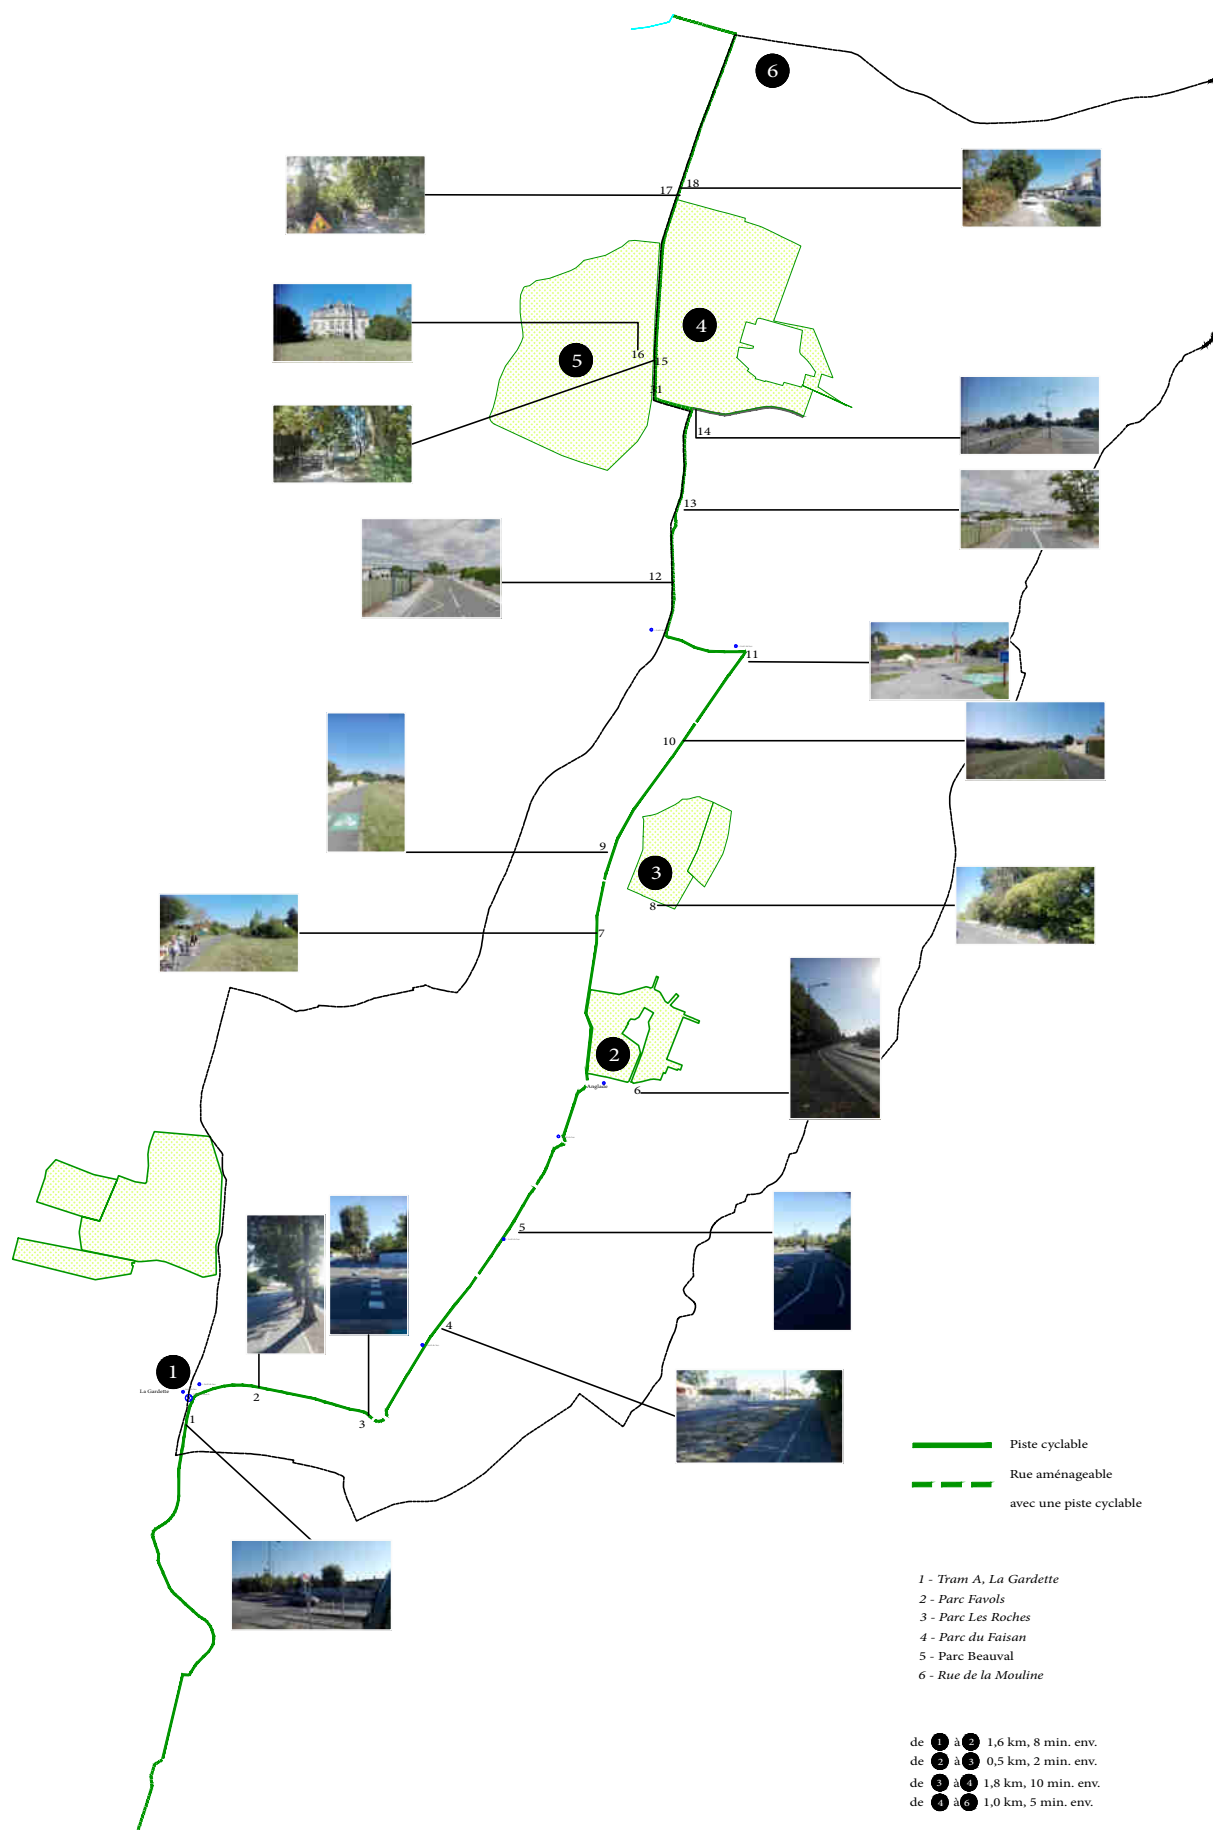 6
18
17
4
16
5
15
31
14
13
12
11
10
9
3
8
7
2
Anglade
6
5
4
1
La Gardette
2
3
1
Piste cyclable
Rue aménageable
avec une piste cyclable
1 - Tram A, La Gardette
2 - Parc Favols
3 - Parc Les Roches
4 - Parc du Faisan
5 - Parc Beauval
6 - Rue de la Mouline
de 1 à 2 1,6 km, 8 min. env.
de 2 à 3 0,5 km, 2 min. env.
de 3 à 4 1,8 km, 10 min. env.
de 4 à 6 1,0 km, 5 min. env.